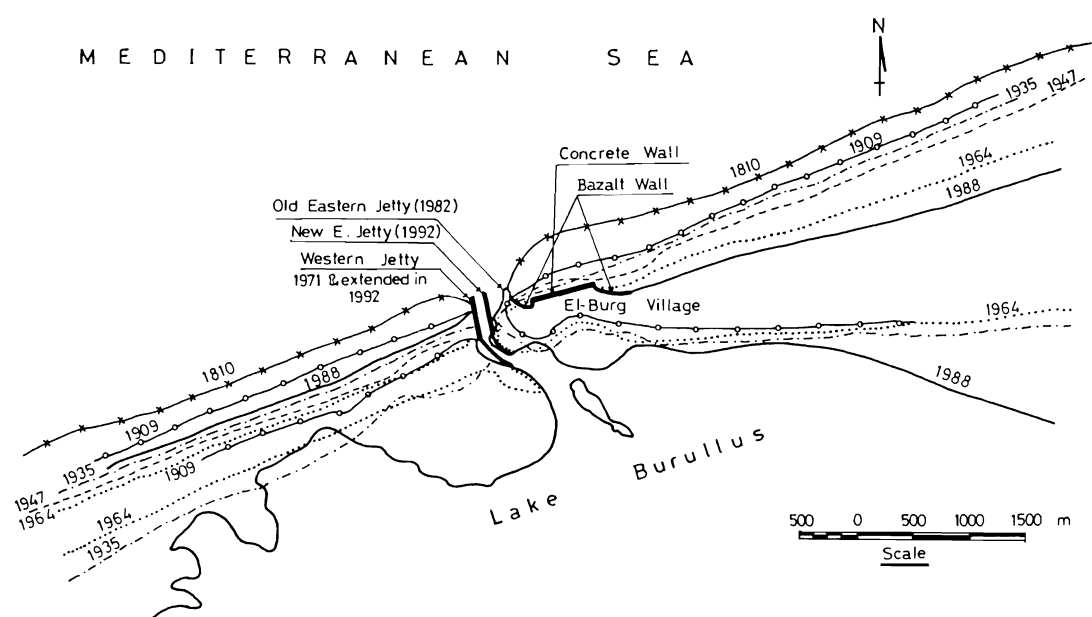 N
MEDITERRANEAN SEA
1935
1947
1909
1810
1964
1988
Concrete Wall
Bazalt Wall
Old Eastern Jetty (1982)
New E. Jetty (1992)
Western Jetty
1971 & extended in
1992
El-Burg Village
1964
1988
1810
1988
1909
1935
1909
1947
1964
1964
1935
Lake Burullus
500 0 500 1000 1500 m
Scale